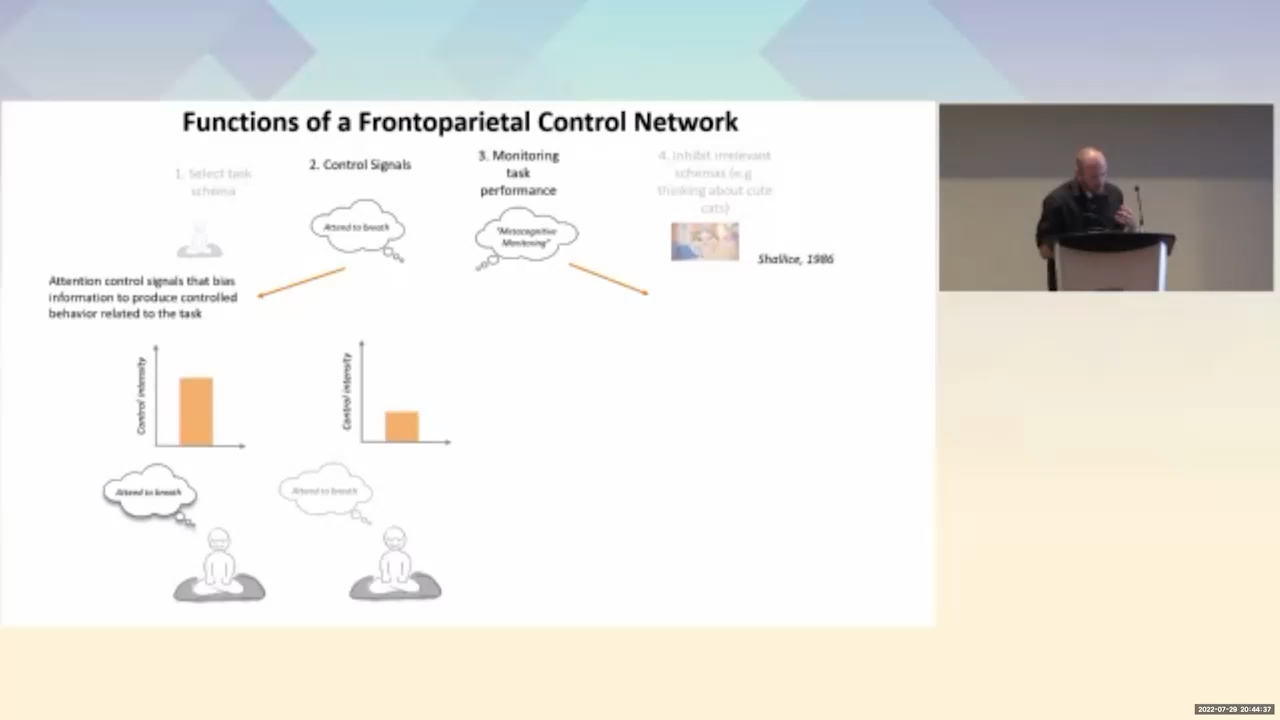 Functions of a Frontoparietal Control Network
1. Select task
schema
2. Control Signals
3. Monitoring
task
performance
4. Inhibit irrelevant
schemas (e.g
thinking about cute
cats)
Attend to breath
"Metacognitive
Monitoring"
Shallice, 1986
Attention control signals that bias
information to produce controlled
behavior related to the task
Control intensity
Control intensity
Attend to breath
Attend to breath
2022-07-29 20:44:37